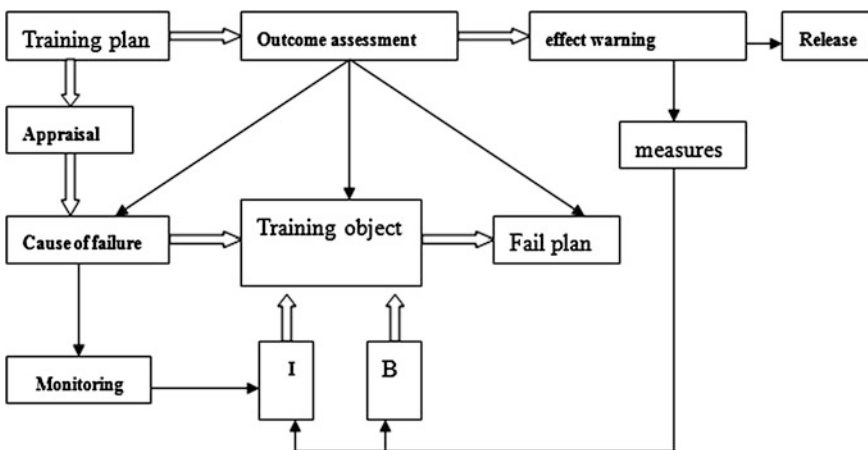 Training plan
Outcome assessment
effect warning
Release
Appraisal
measures
Cause of failure
Training object
Fail plan
Monitoring
I
B